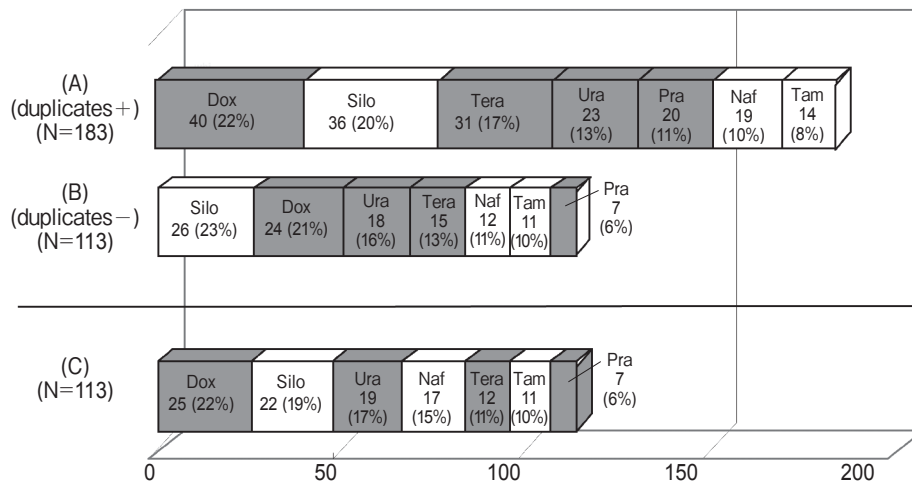 (A)
(duplicates+)
(N=183)
Dox
40 (22%)
Silo
36 (20%)
Tera
31 (17%)
Ura
23
(13%)
Pra
20
(11%)
Naf
19
(10%)
Tam
14
(8%)
(B)
(duplicates−)
(N=113)
Silo
26 (23%)
Dox
24 (21%)
Ura
18
(16%)
Tera
15
(13%)
Naf
12
(11%)
Tam
11
(10%)
Pra
7
(6%)
(C)
(N=113)
Dox
25 (22%)
Silo
22 (19%)
Ura
19
(17%)
Naf
17
(15%)
Tera
12
(11%)
Tam
11
(10%)
Pra
7
(6%)
0 50 100 150 200